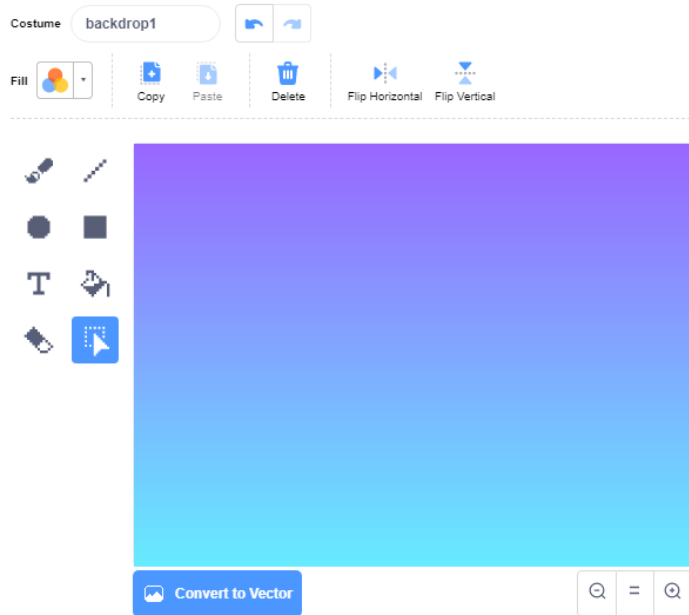 Costume backdrop1
Fill
Copy Paste Delete Flip Horizontal Flip Vertical
T
Convert to Vector